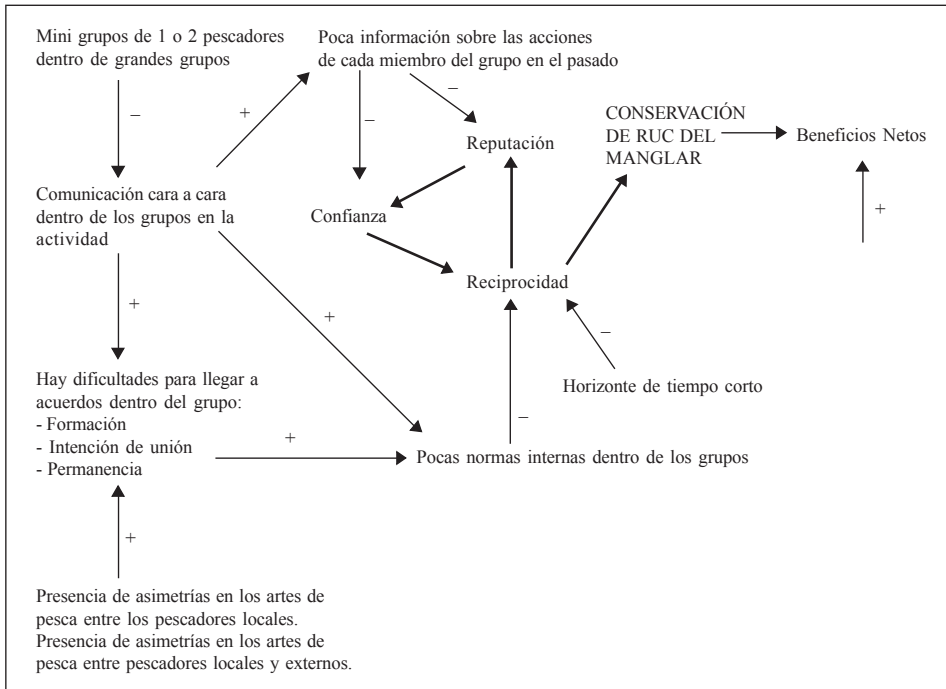 Mini grupos de 1 o 2 pescadores
dentro de grandes grupos
Poca información sobre las acciones
de cada miembro del grupo en el pasado
–
+
–
–
CONSERVACIÓN
DE RUC DEL
MANGLAR
Beneficios Netos
Reputación
Comunicación cara a cara
dentro de los grupos en la
actividad
Confianza
+
Reciprocidad
+
+
–
Hay dificultades para llegar a
acuerdos dentro del grupo:
- Formación
- Intención de unión
- Permanencia
Horizonte de tiempo corto
–
+
Pocas normas internas dentro de los grupos
+
Presencia de asimetrías en los artes de
pesca entre los pescadores locales.
Presencia de asimetrías en los artes de
pesca entre pescadores locales y externos.